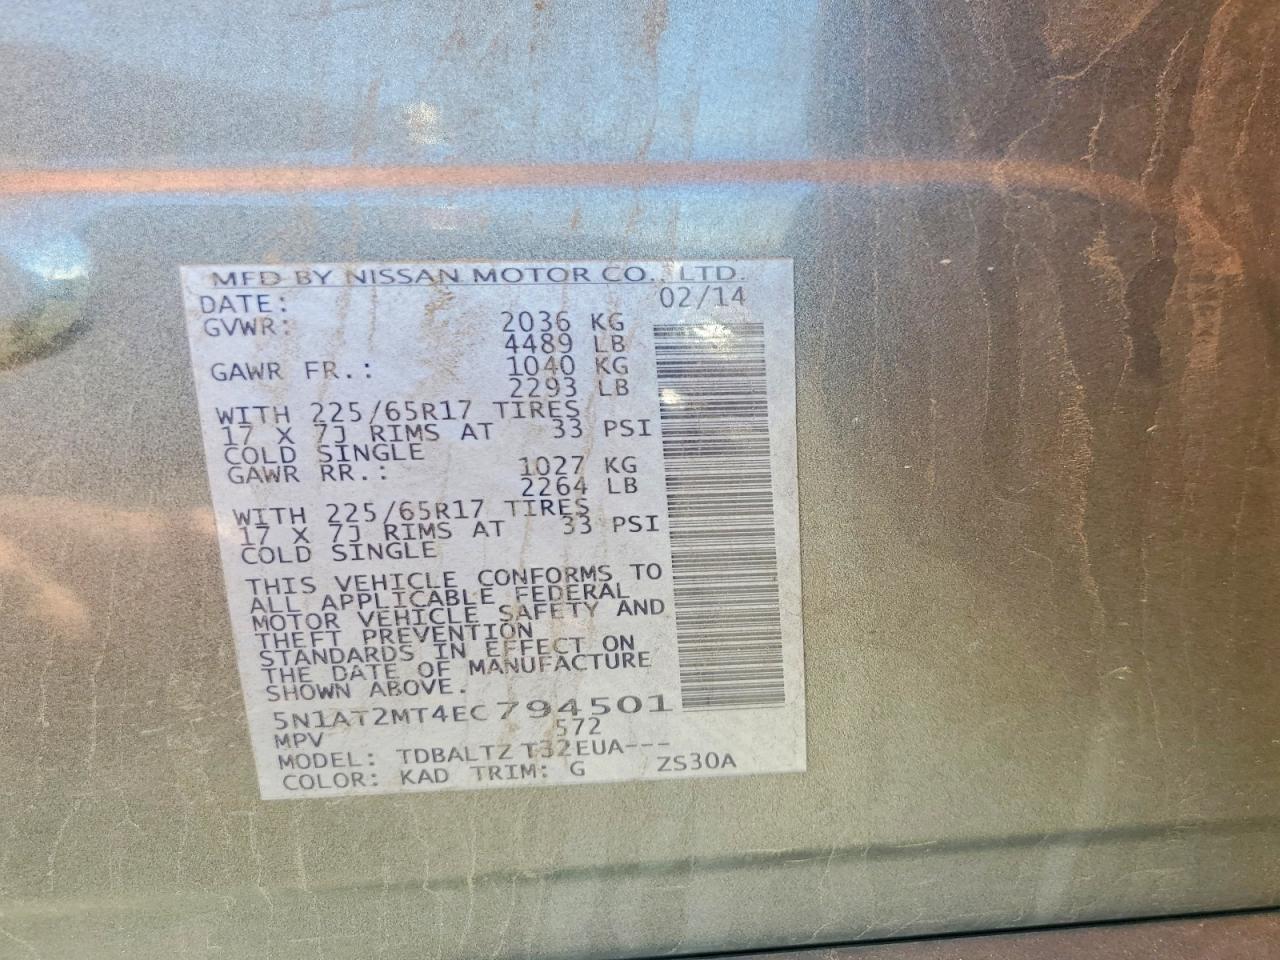 MFD BY NISSAN MOTOR CO., LTD.
DATE: 02/14
GVWR: 2036 KG
4489 LB
GAWR FR.: 1040 KG
2293 LB
WITH 225/65R17 TIRES
17 X 7J RIMS AT 33 PSI
COLD SINGLE
GAWR RR.: 1027 KG
2264 LB
WITH 225/65R17 TIRES
17 X 7J RIMS AT 33 PSI
COLD SINGLE
THIS VEHICLE CONFORMS TO
ALL APPLICABLE FEDERAL
MOTOR VEHICLE SAFETY AND
THEFT PREVENTION
STANDARDS IN EFFECT ON
THE DATE OF MANUFACTURE
SHOWN ABOVE.
5N1AT2MT4EC794501
MPV 572
MODEL: TDBALTZ T32EUA---
COLOR: KAD TRIM: G ZS30A